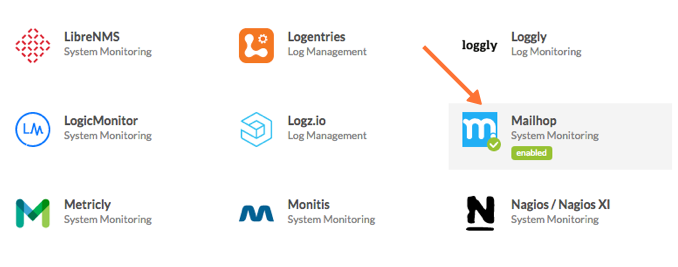 LibreNMS
System Monitoring
Logentries
Log Management
loggly
Loggly
Log Monitoring
LM
LogicMonitor
System Monitoring
Logz.io
Log Management
m
Mailhop
System Monitoring
enabled
Metricly
System Monitoring
Monitis
System Monitoring
N
Nagios / Nagios XI
System Monitoring